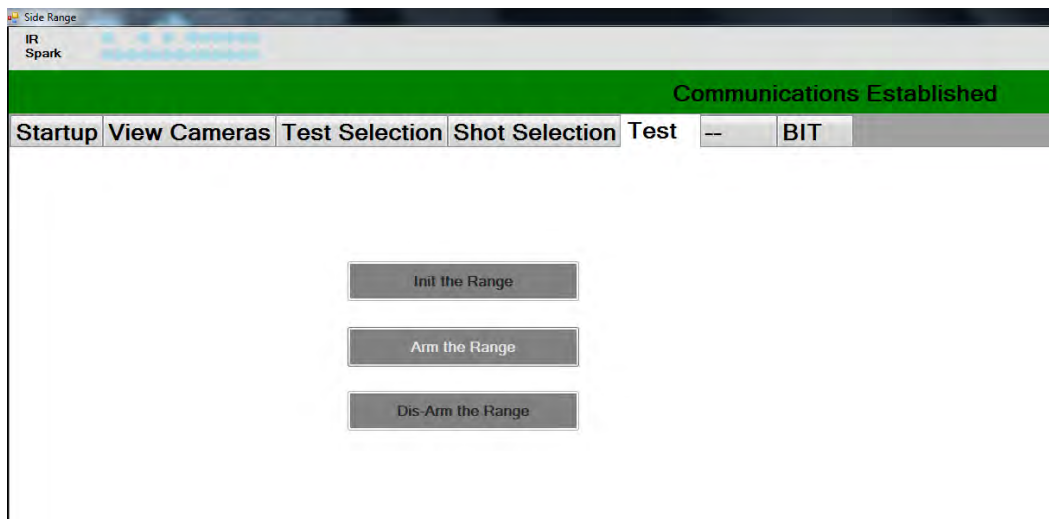 Side Range
IR
Spark
Communications Established
Startup View Cameras Test Selection Shot Selection Test -- BIT
Init the Range
Arm the Range
Dis-Arm the Range